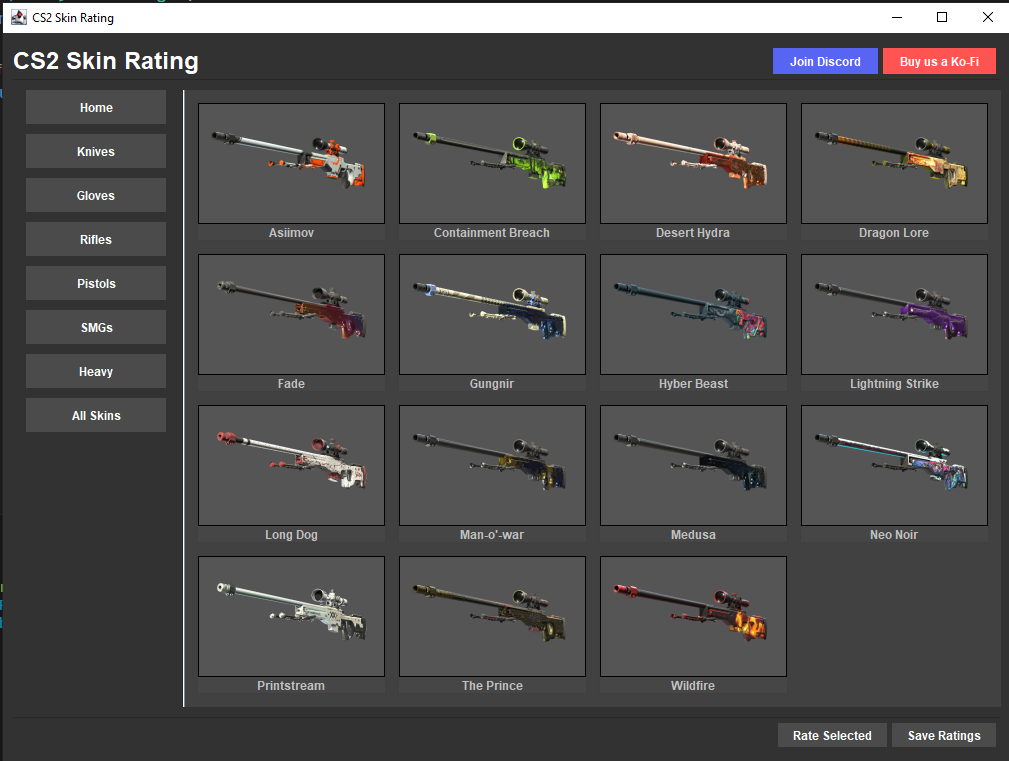 CS2 Skin Rating
CS2 Skin Rating
Join Discord
Buy us a Ko-Fi
Home
Knives
Gloves
Rifles
Pistols
SMGs
Heavy
All Skins
Asiimov
Containment Breach
Desert Hydra
Dragon Lore
Fade
Gungnir
Hyber Beast
Lightning Strike
Long Dog
Man-o'-war
Medusa
Neo Noir
Printstream
The Prince
Wildfire
Rate Selected
Save Ratings